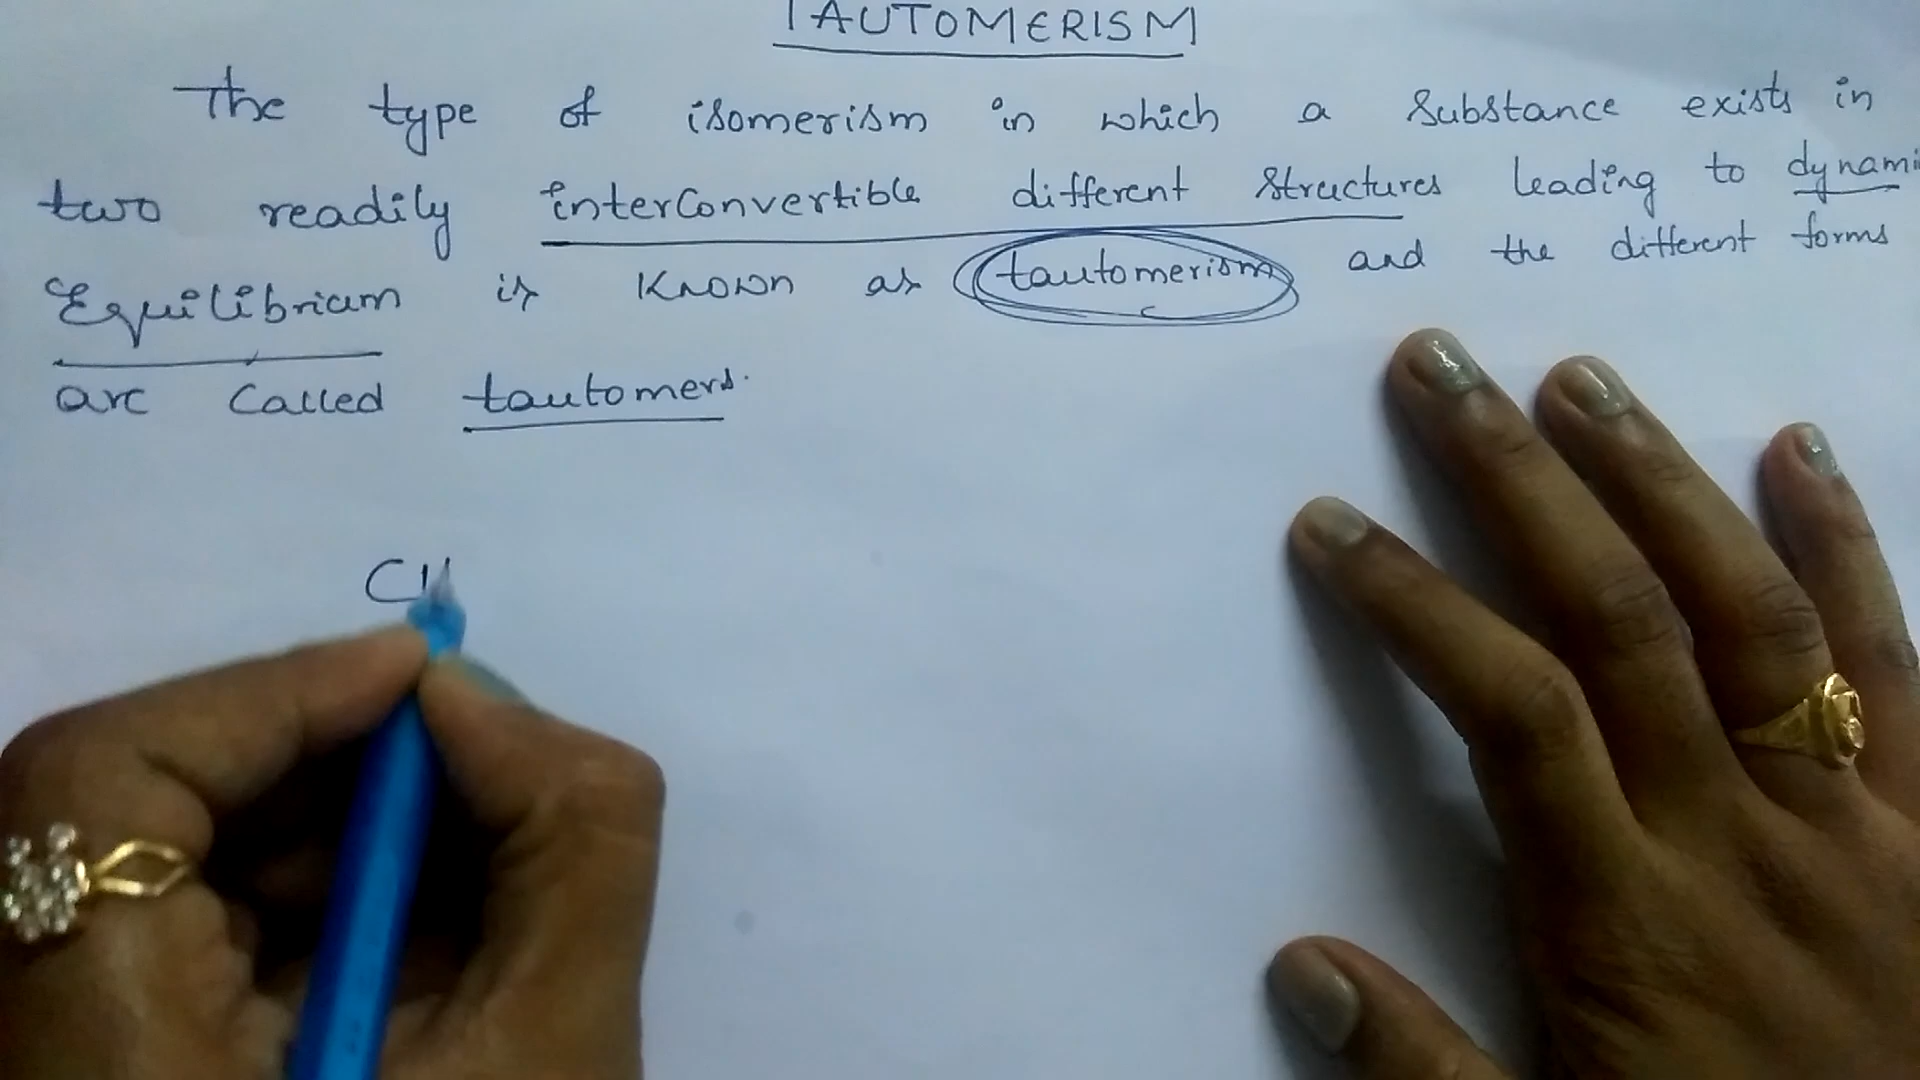 TAUTOMERISM
The type of isomerism in which a Substance exists in
two readily interConvertible different Structures leading to dynami
Equilibrium is Known as tautomerism and the different forms
are Called tautomers.
CH